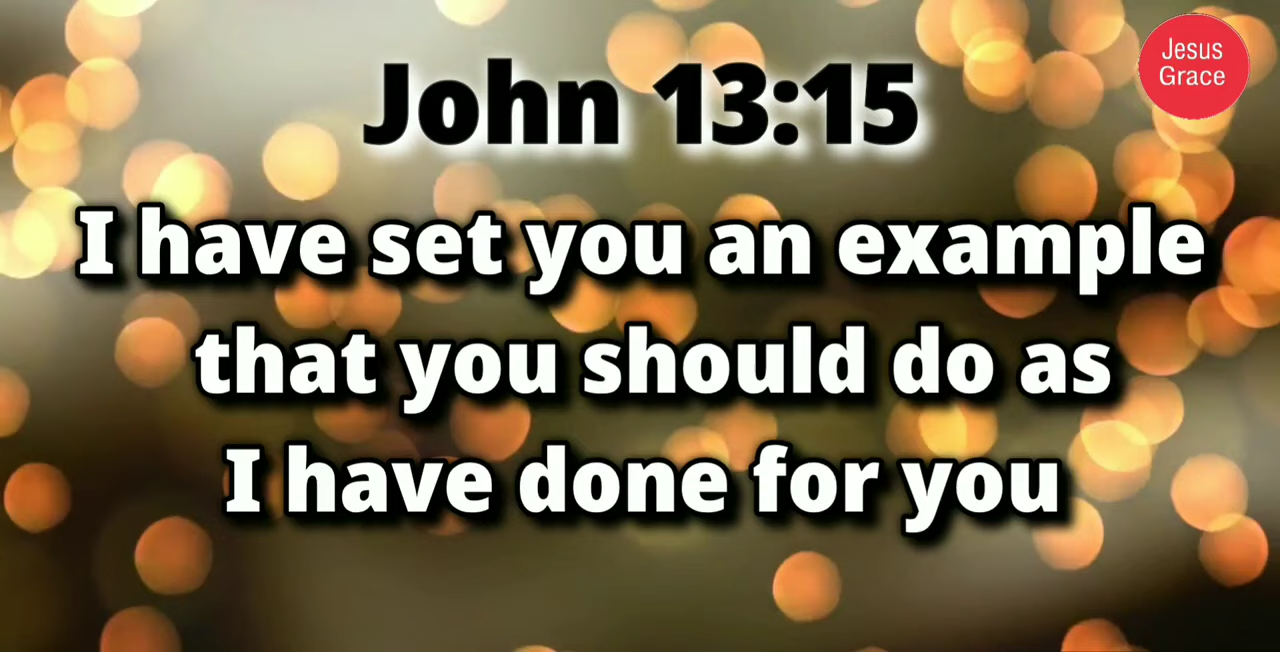 John 13:15
Jesus
Grace
I have set you an example
that you should do as
I have done for you